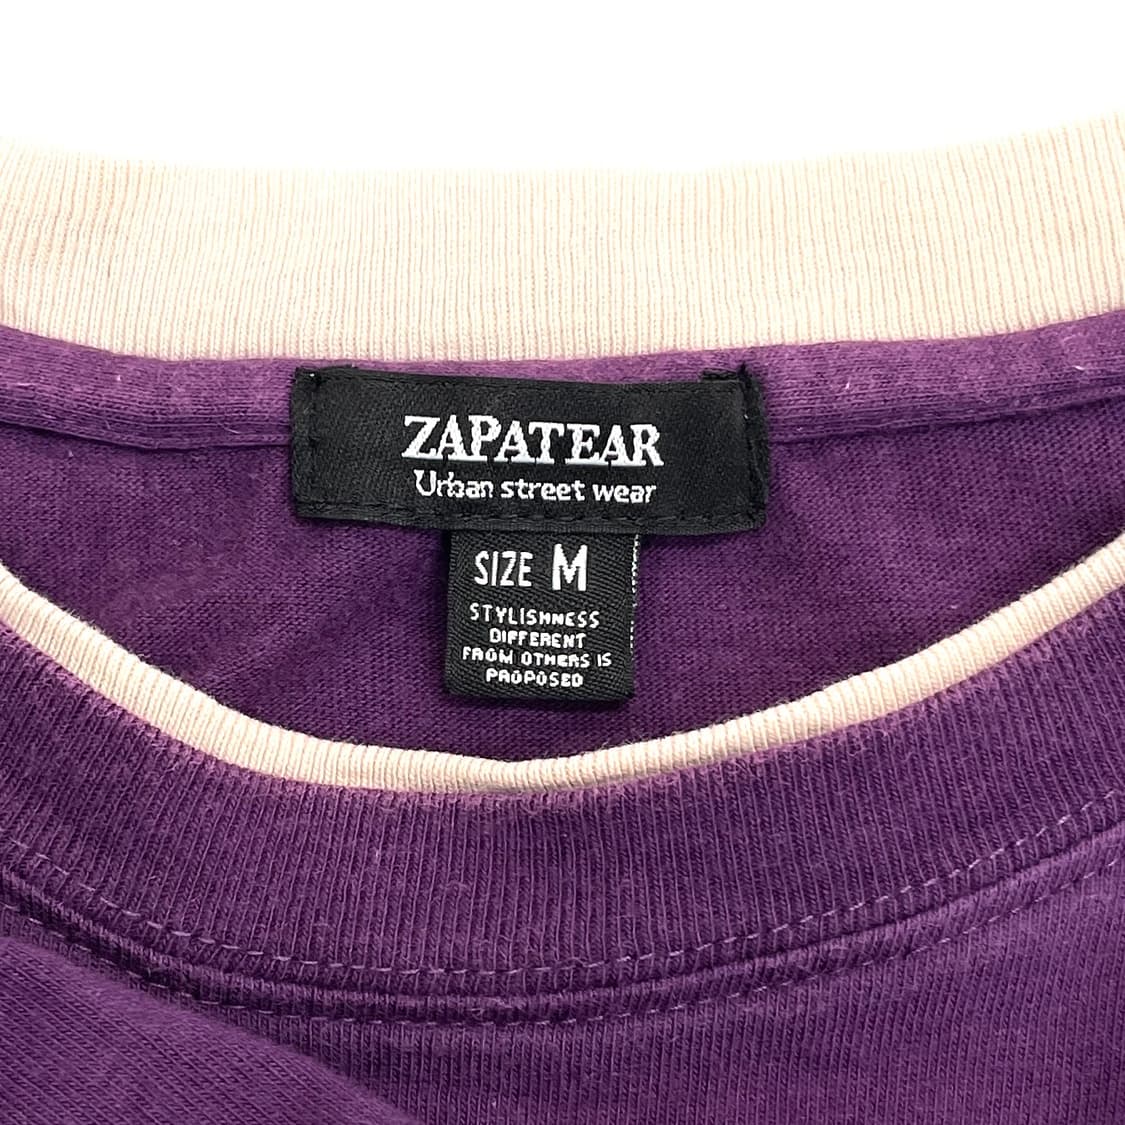 ZAPATEAR
Urban street wear
SIZE M
STYLISHNESS
DIFFERENT
FROM OTHERS IS
PROPOSED